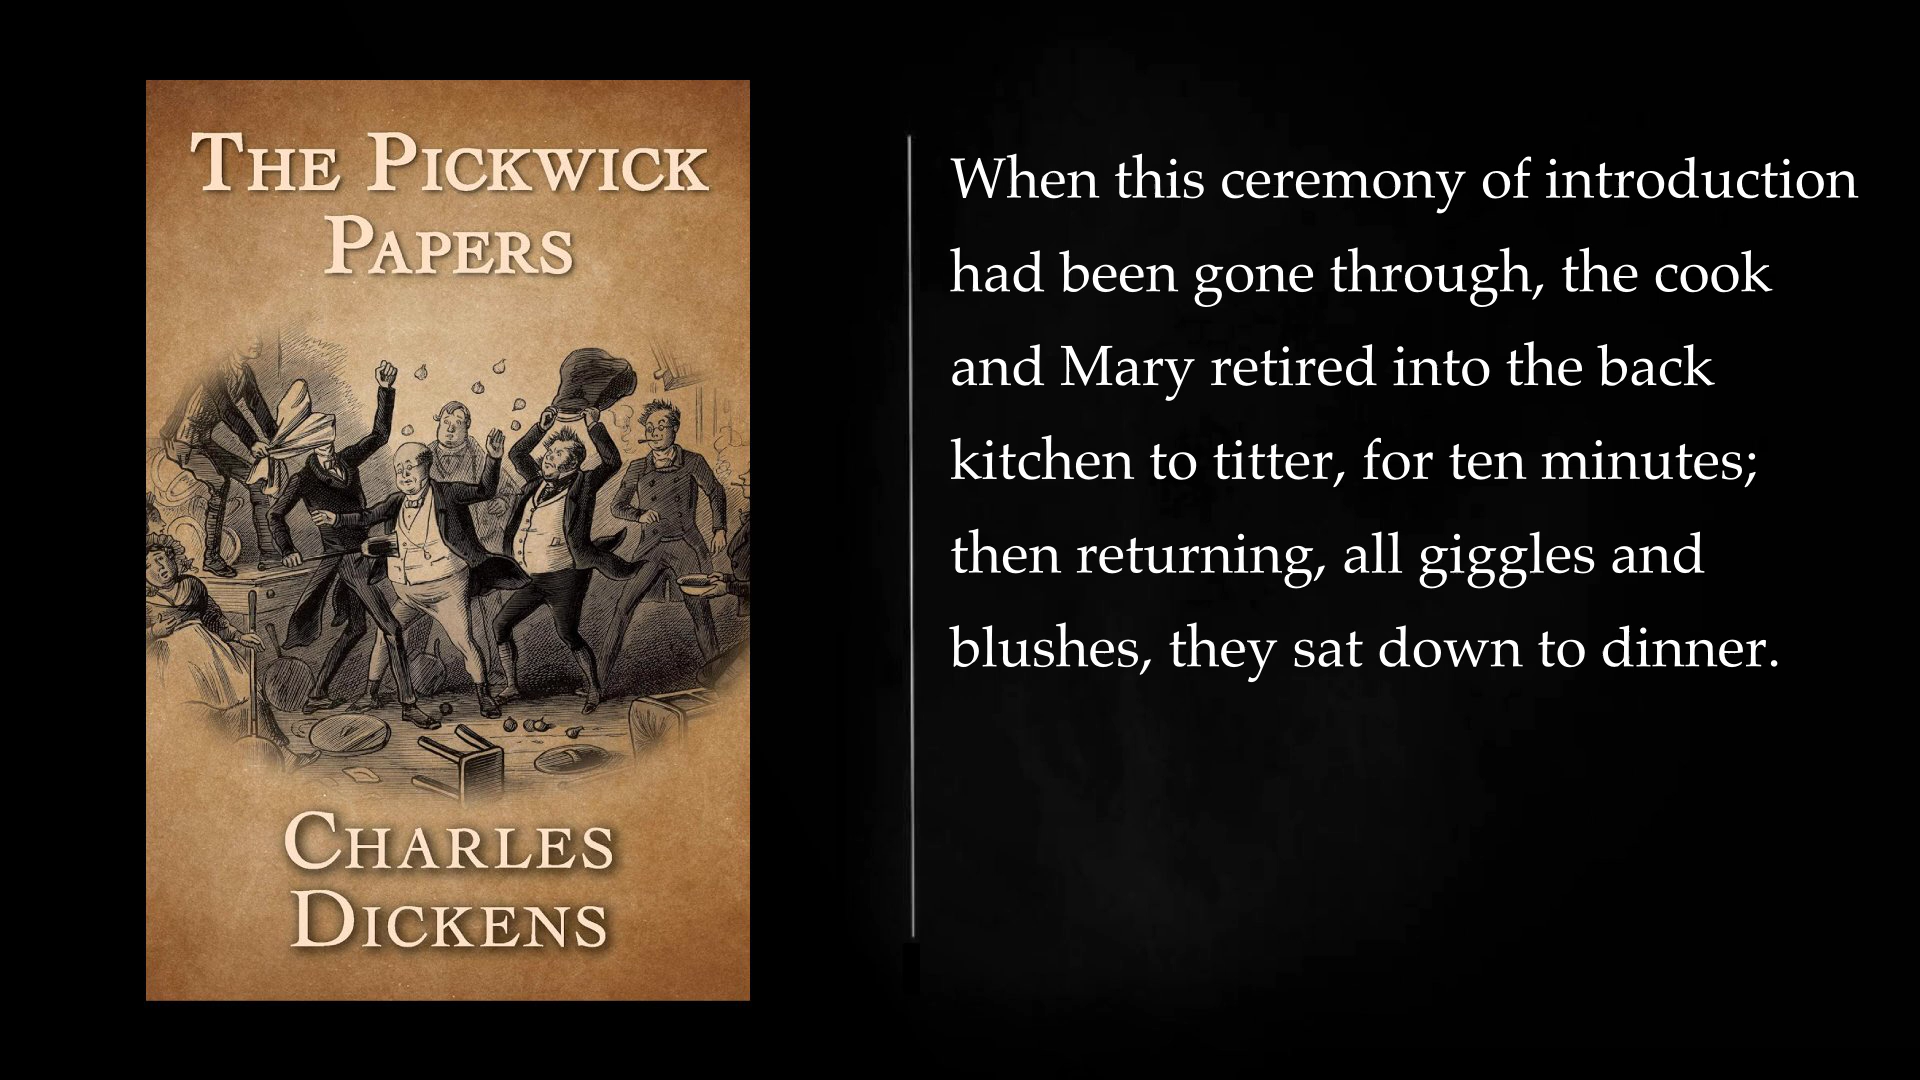 The Pickwick
Papers
Charles
Dickens
When this ceremony of introduction
had been gone through, the cook
and Mary retired into the back
kitchen to titter, for ten minutes;
then returning, all giggles and
blushes, they sat down to dinner.